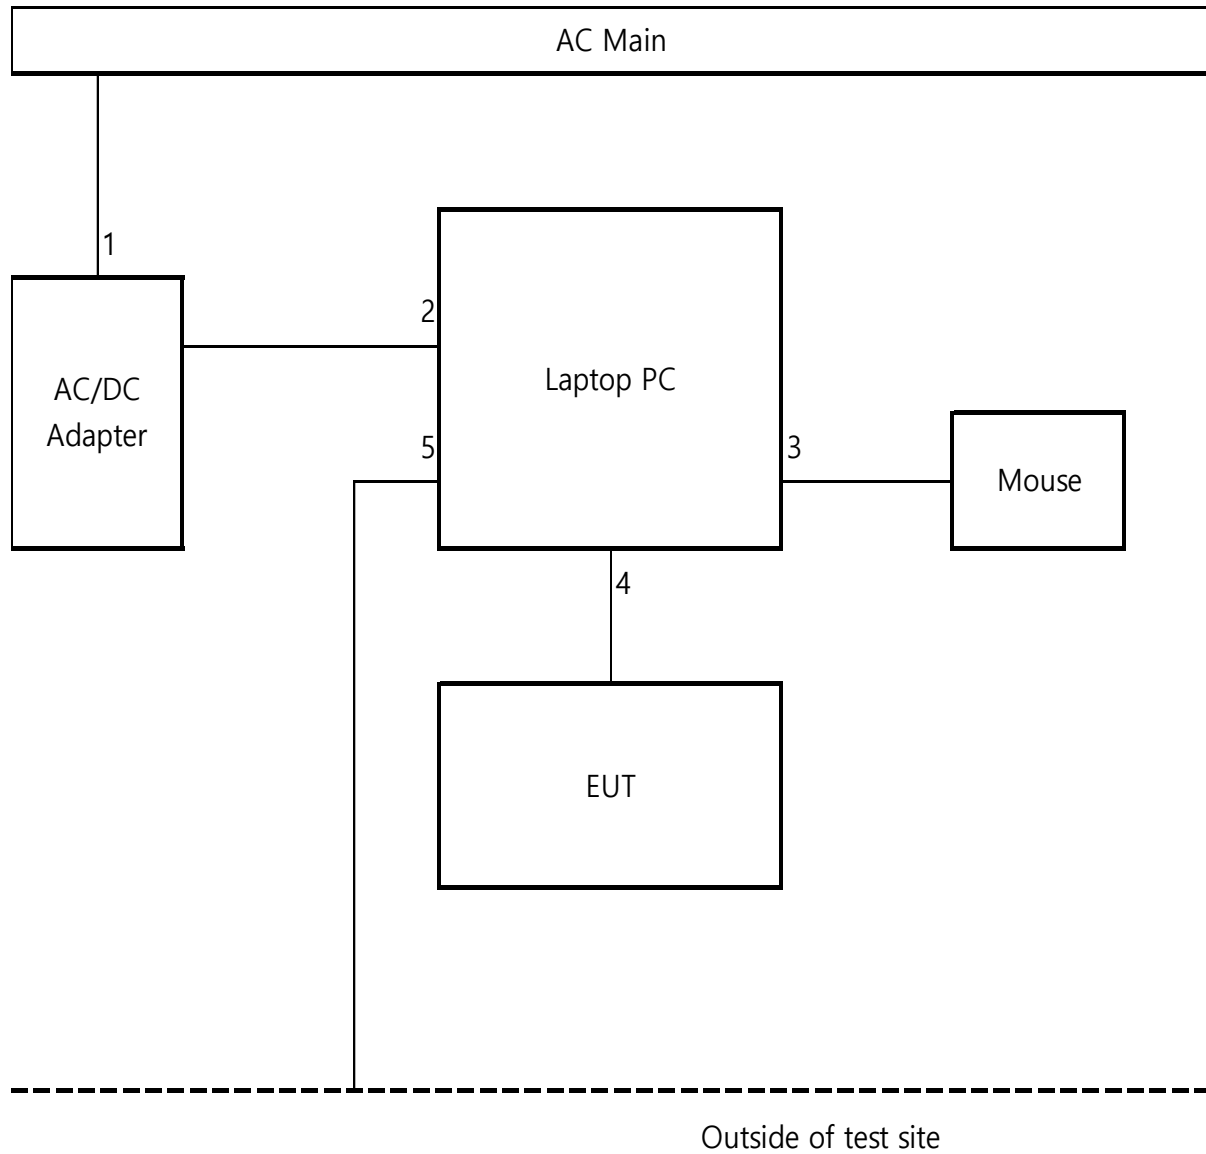 AC Main
1
2
Laptop PC
AC/DC
Adapter
5
3
Mouse
4
EUT
Outside of test site